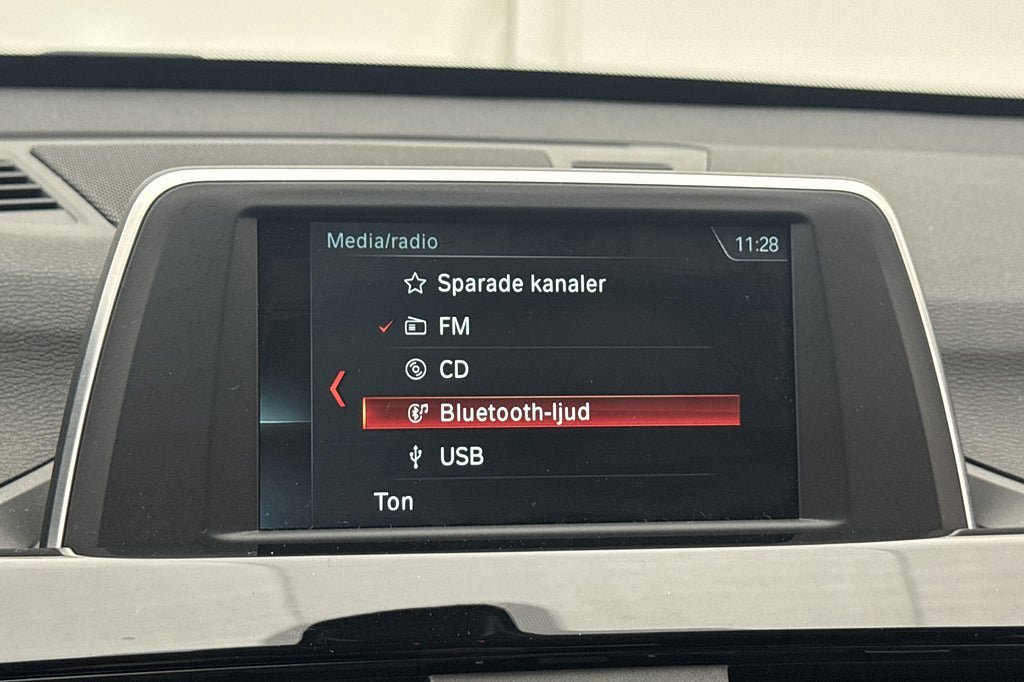 Media/radio
11:28
Sparade kanaler
FM
CD
Bluetooth-ljud
USB
Ton